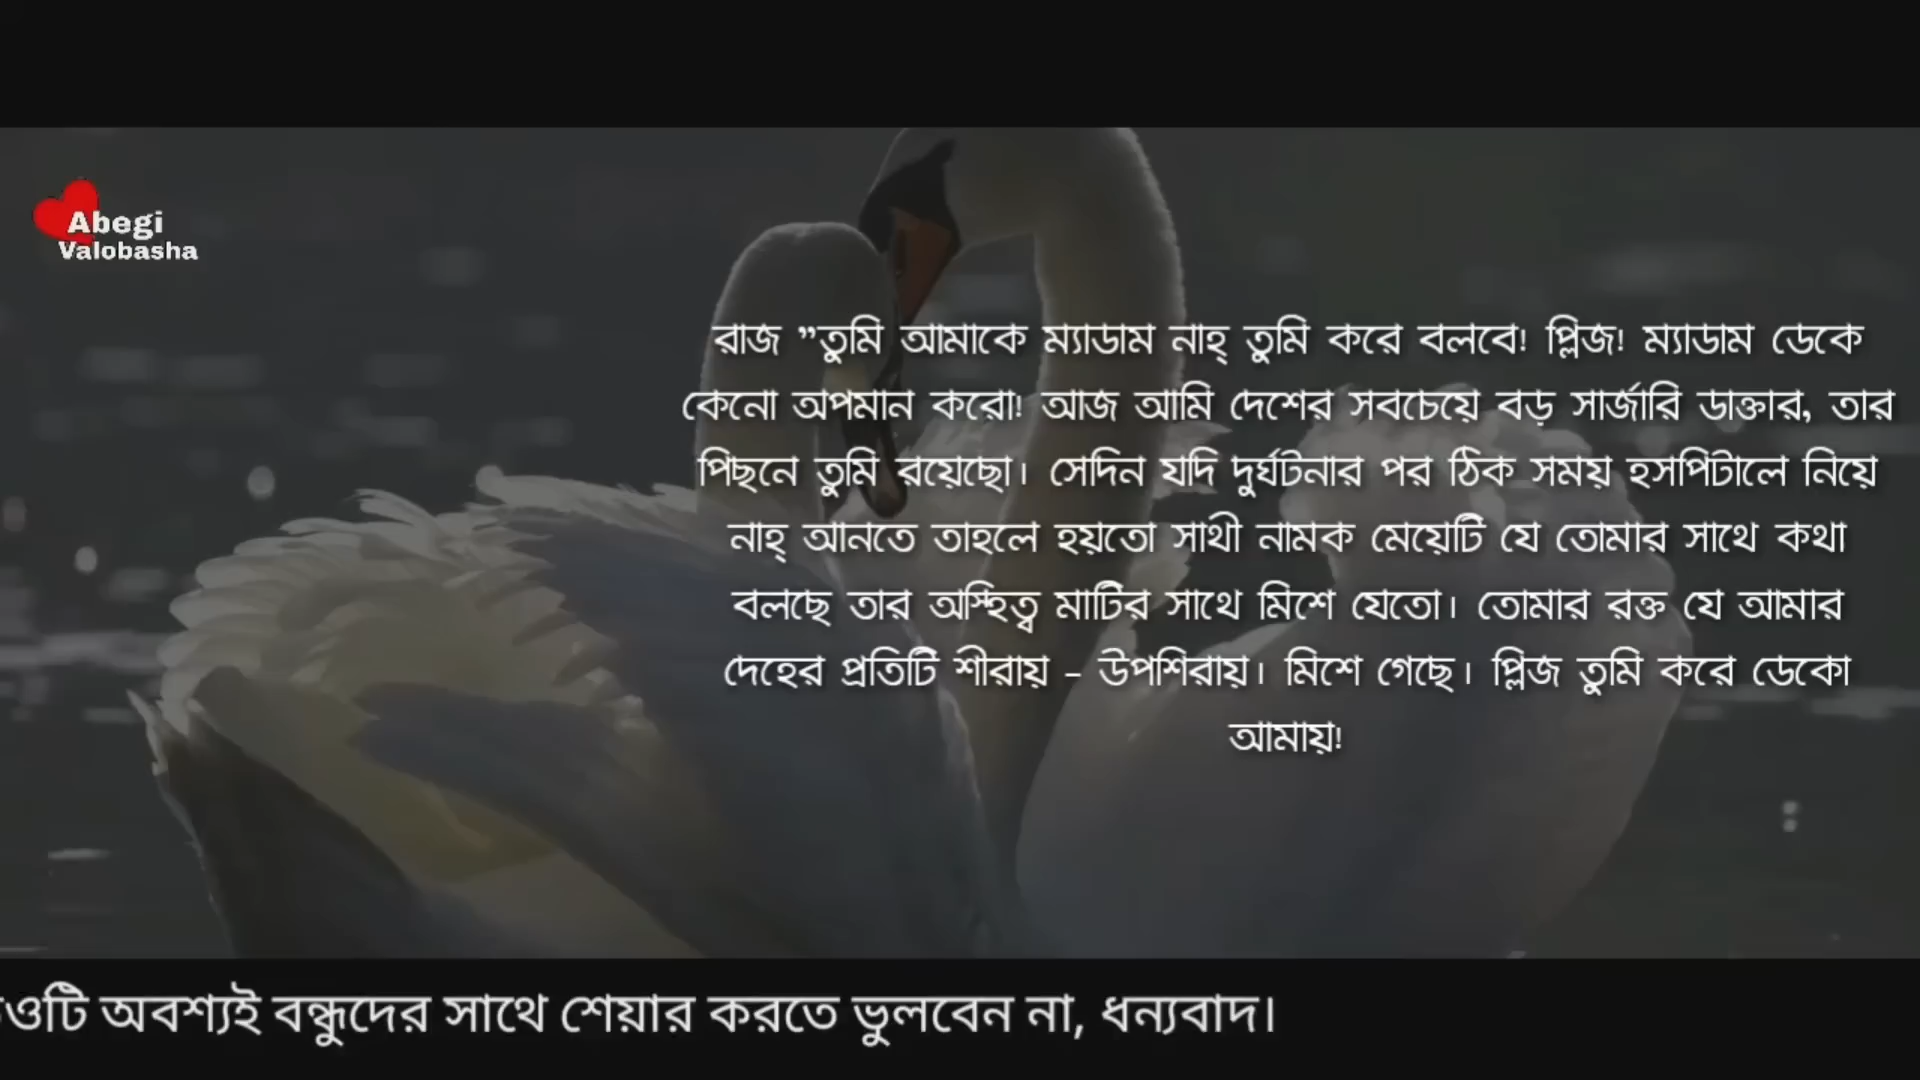 Abegi
Valobasha
রাজ ”তুমি আমাকে ম্যাডাম নাহ্ তুমি করে বলবে! প্লিজ! ম্যাডাম ডেকে
কেনো অপমান করো! আজ আমি দেশের সবচেয়ে বড় সার্জারি ডাক্তার, তার
পিছনে তুমি রয়েছো। সেদিন যদি দুর্ঘটনার পর ঠিক সময় হসপিটালে নিয়ে
নাহ্ আনতে তাহলে হয়তো সাথী নামক মেয়েটি যে তোমার সাথে কথা
বলছে তার অস্হিত্ব মাটির সাথে মিশে যেতো। তোমার রক্ত যে আমার
দেহের প্রতিটি শীরায় - উপশিরায়। মিশে গেছে। প্লিজ তুমি করে ডেকো
আমায়!
অবশ্যই বন্ধুদের সাথে শেয়ার করতে ভুলবেন না, ধন্যবাদ।